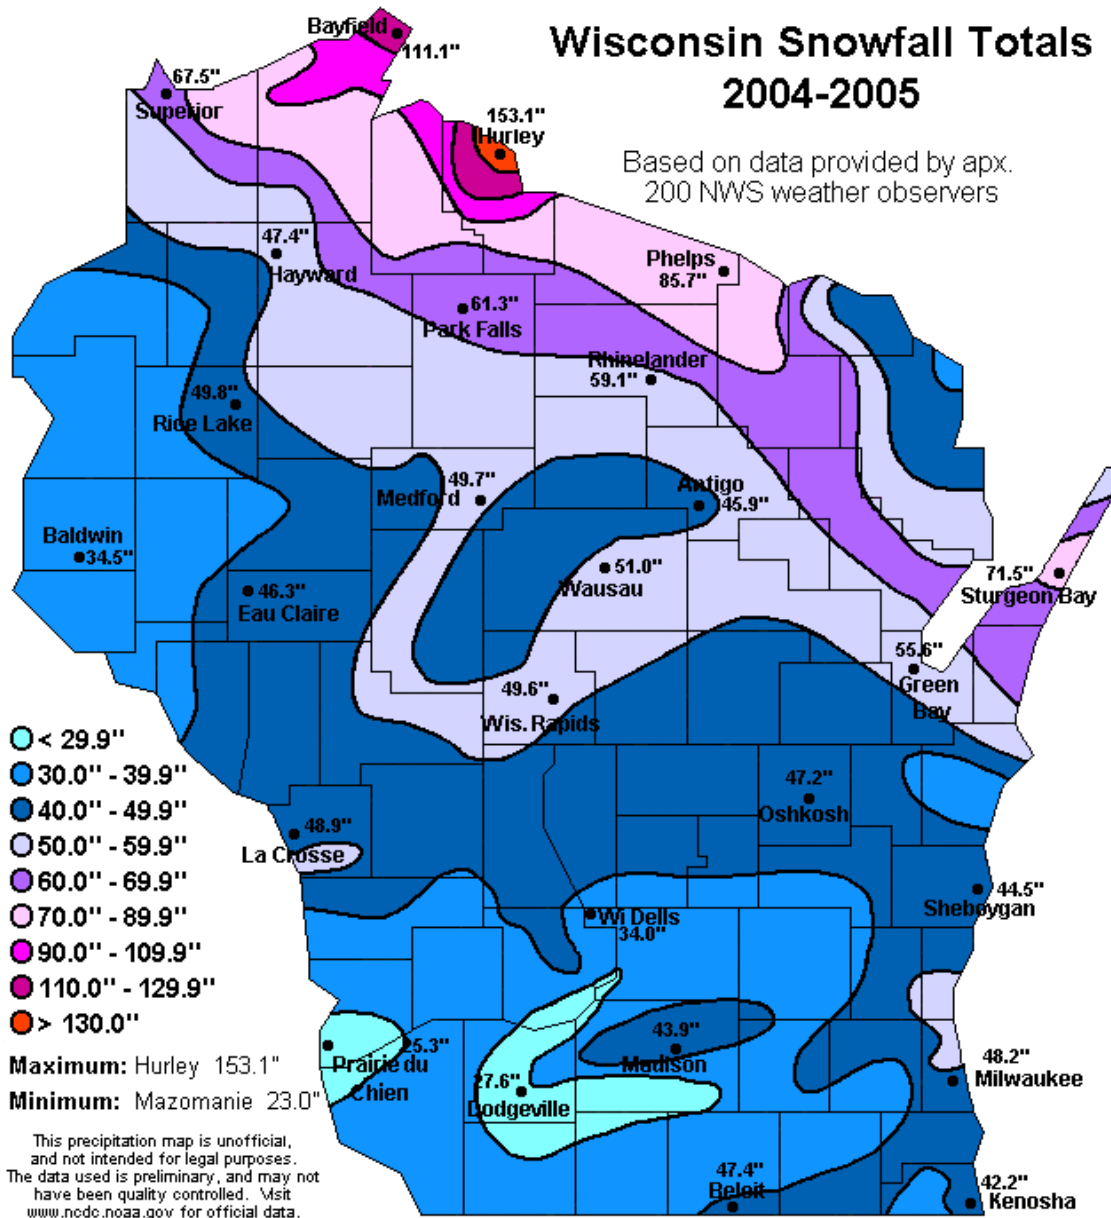 Wisconsin Snowfall Totals
2004-2005
Based on data provided by apx.
200 NWS weather observers
Bayfield
111.1"
67.5"
Superior
153.1"
Hurley
47.4"
Hayward
Phelps
85.7"
61.3"
Park Falls
Rhinelander
59.1"
49.8"
Rice Lake
49.7"
Medford
Antigo
45.9"
Baldwin
34.5"
51.0"
Wausau
46.3"
Eau Claire
71.5"
Sturgeon Bay
55.6"
Green
Bay
49.6"
Wis. Rapids
47.2"
Oshkosh
48.9"
La Crosse
44.5"
Sheboygan
Wi Dells
34.0"
43.9"
Madison
25.3"
Prairie du
Chien
27.6"
Dodgeville
48.2"
Milwaukee
47.4"
Beloit
42.2"
Kenosha
< 29.9"
30.0" - 39.9"
40.0" - 49.9"
50.0" - 59.9"
60.0" - 69.9"
70.0" - 89.9"
90.0" - 109.9"
110.0" - 129.9"
> 130.0"
Maximum: Hurley 153.1"
Minimum: Mazomanie 23.0"
This precipitation map is unofficial,
and not intended for legal purposes.
The data used is preliminary, and may not
have been quality controlled. Visit
www.ncdc.noaa.gov for official data.